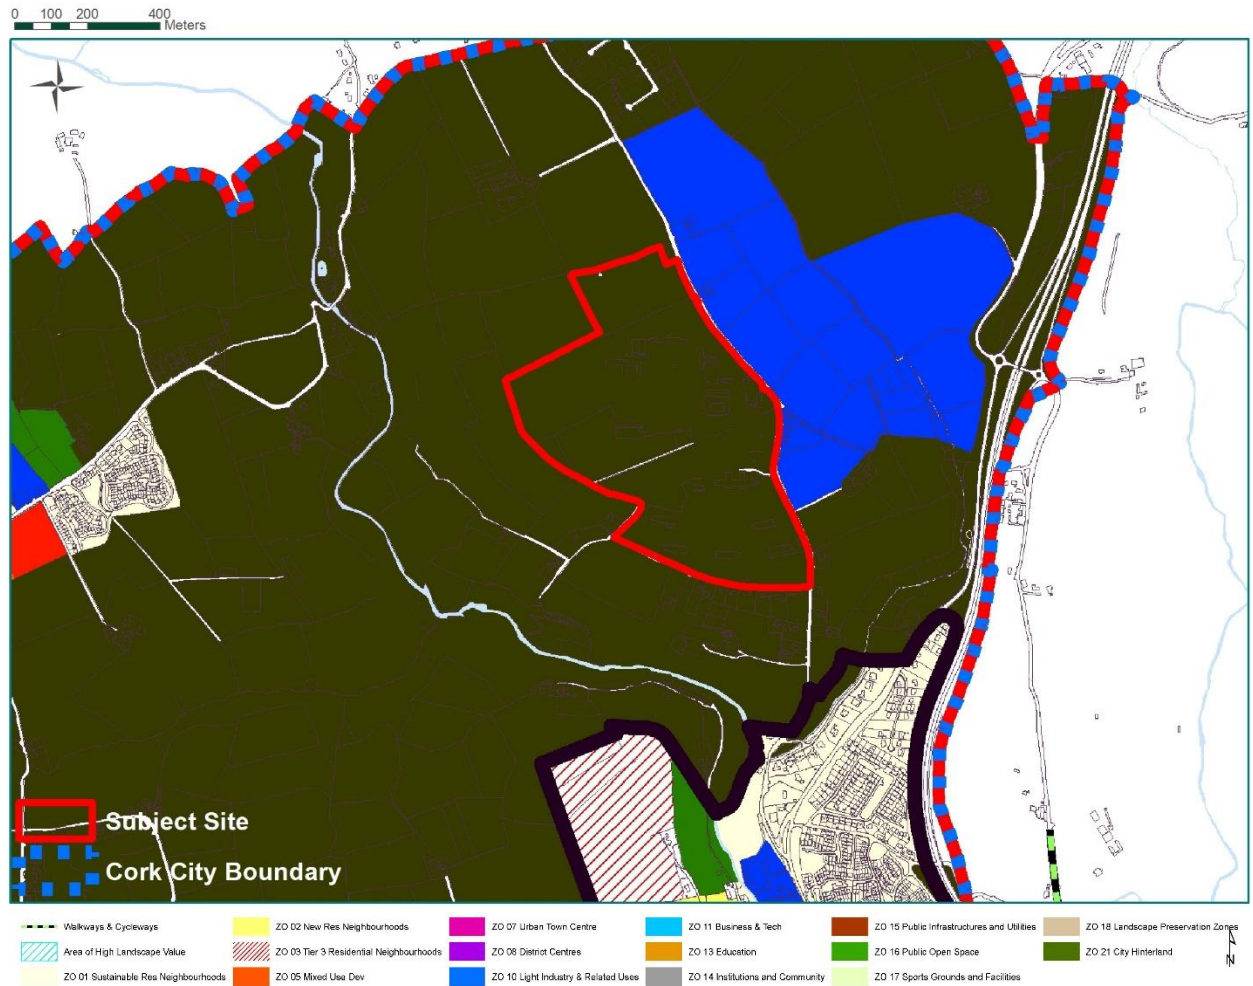 0 100 200 400
Meters
Subject Site
Cork City Boundary
Walkways & Cycleways
ZO 02 New Res Neighbourhoods
ZO 07 Urban Town Centre
ZO 11 Business & Tech
ZO 15 Public Infrastructures and Utilities
ZO 18 Landscape Preservation Zones
Area of High Landscape Value
ZO 03 Tier 3 Residential Neighbourhoods
ZO 08 District Centres
ZO 13 Education
ZO 16 Public Open Space
ZO 21 City Hinterland
ZO 01 Sustainable Res Neighbourhoods
ZO 05 Mixed Use Dev
ZO 10 Light Industry & Related Uses
ZO 14 Institutions and Community
ZO 17 Sports Grounds and Facilities
N